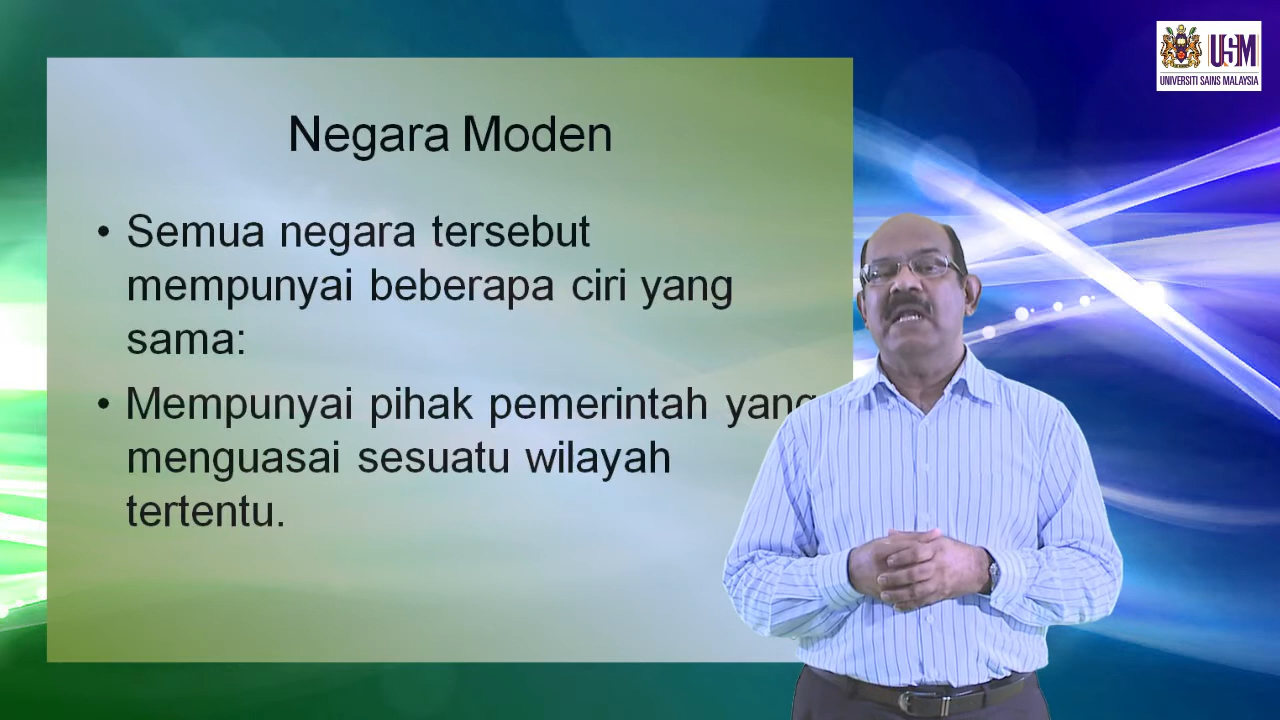 USM
UNIVERSITI SAINS MALAYSIA
Negara Moden
• Semua negara tersebut
mempunyai beberapa ciri yang
sama:
• Mempunyai pihak pemerintah yang
menguasai sesuatu wilayah
tertentu.